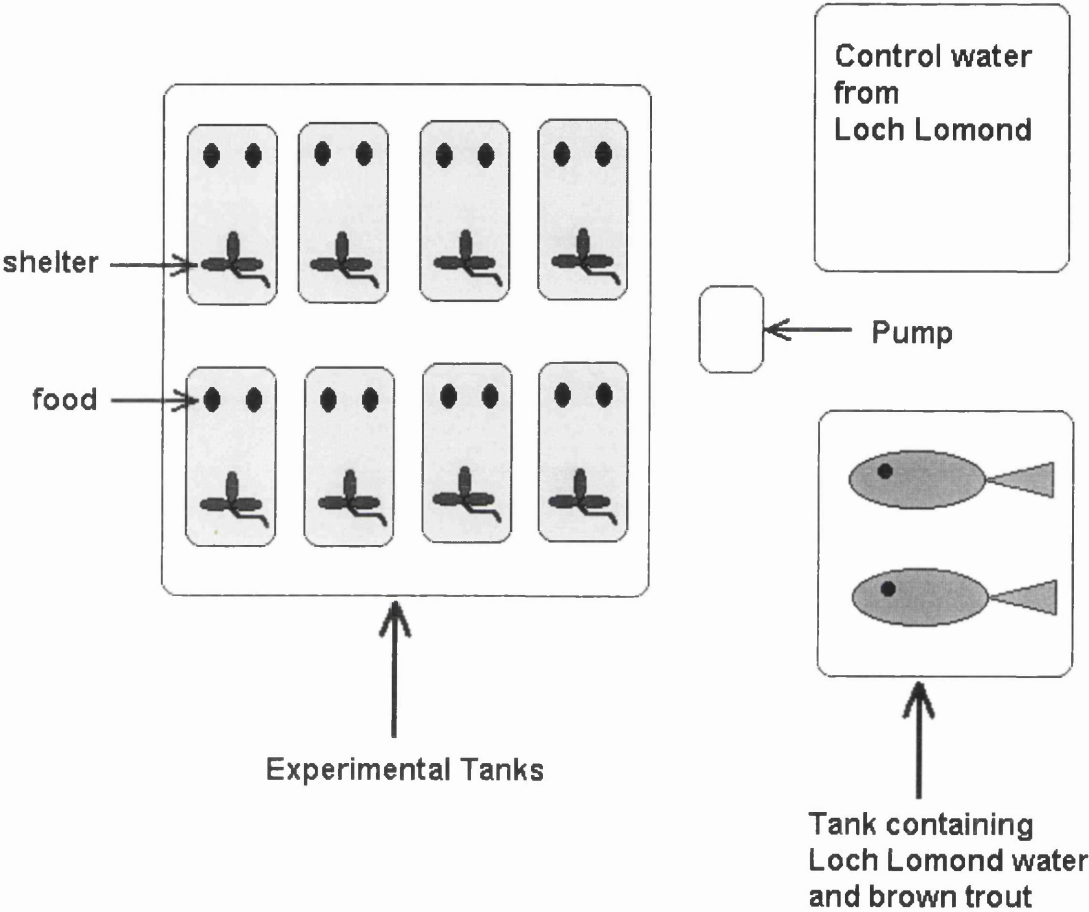 Control water
from
Loch Lomond
shelter
Pump
food
Experimental Tanks
Tank containing
Loch Lomond water
and brown trout